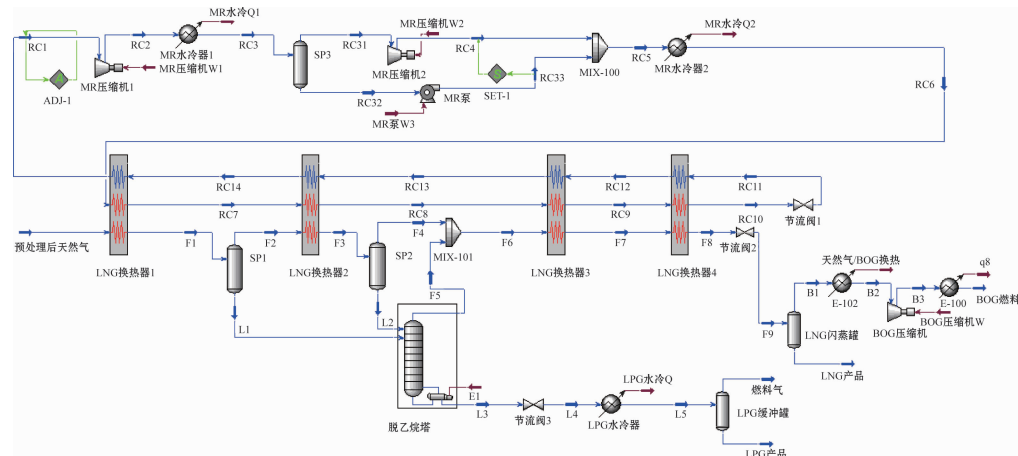 MR水冷Q1
MR压缩机W2
MR水冷Q2
RC1
RC2
RC3
RC31
RC4
MR水冷器1
SP3
MR压缩机2
RC33
MIX-100
RC5
MR水冷器2
ADJ-1
MR压缩机1
MR压缩机W1
RC32
MR泵
SET-1
MR泵W3
RC6
RC14
RC13
RC12
RC11
RC7
RC8
RC9
RC10
节流阀1
预处理后天然气
F1
F2
F3
F4
F6
F7
F8
节流阀2
LNG换热器1
SP1
LNG换热器2
SP2
MIX-101
LNG换热器3
LNG换热器4
天然气/BOG换热
q8
F5
B1
E-102
B2
B3
E-100
BOG燃料
L1
L2
F9
LNG闪蒸罐
BOG压缩机
BOG压缩机W
LNG产品
E1
L3
节流阀3
L4
LPG水冷Q
LPG水冷器
L5
燃料气
LPG缓冲罐
LPG产品
脱乙烷塔